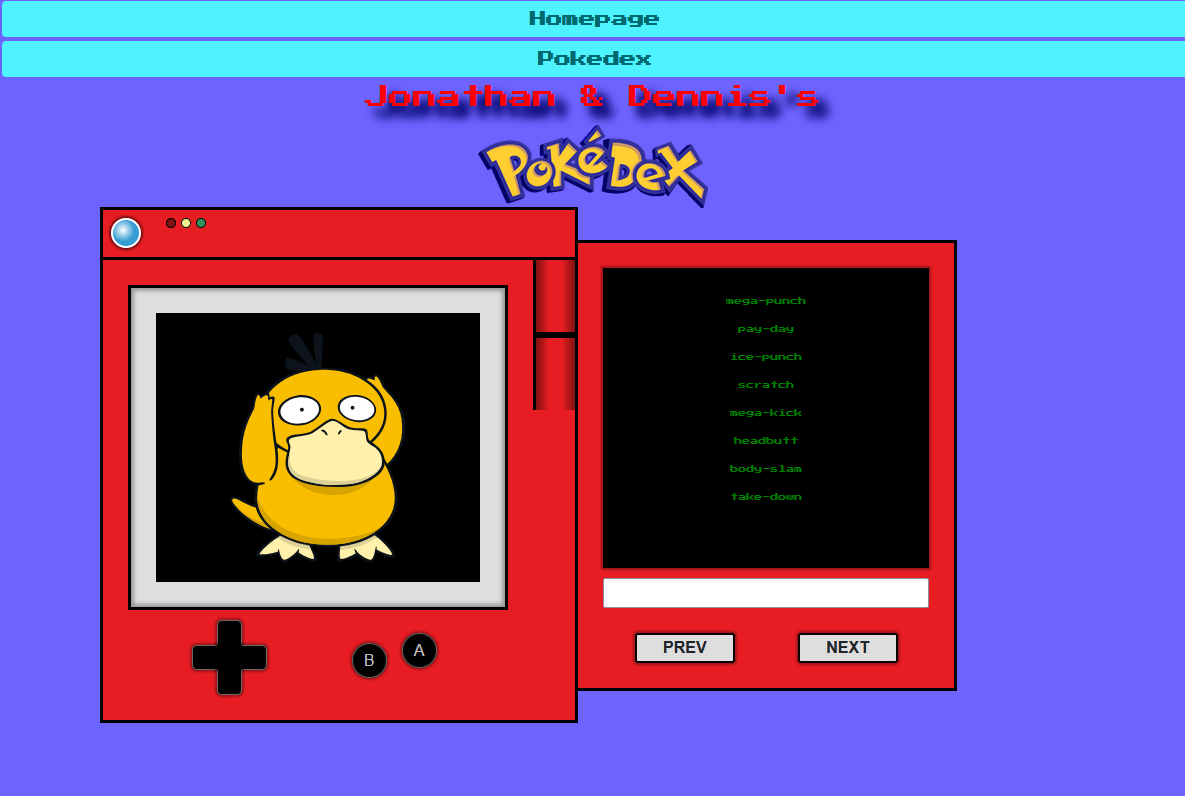 Homepage
Pokedex
Jonathan & Dennis's
PokéDex
mega-punch
pay-day
ice-punch
scratch
mega-kick
headbutt
body-slam
take-down
B
A
PREV
NEXT